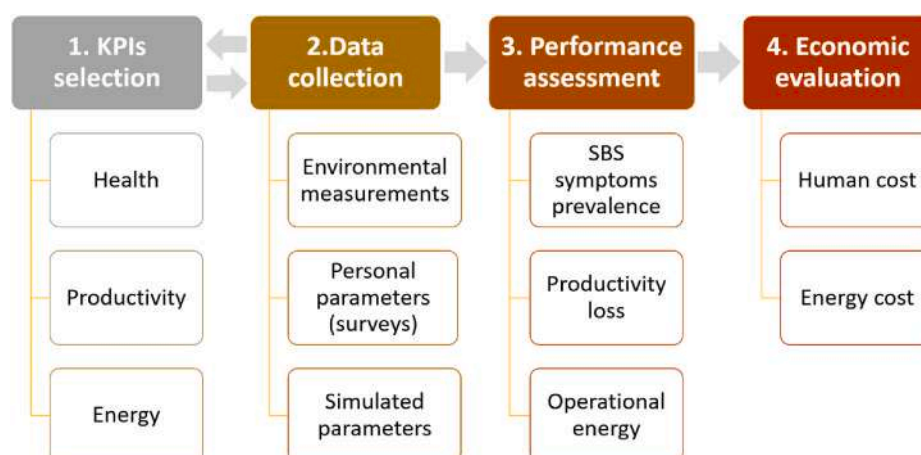 1. KPIs
selection
2.Data
collection
3. Performance
assessment
4. Economic
evaluation
Health
Productivity
Energy
Environmental
measurements
Personal
parameters
(surveys)
Simulated
parameters
SBS
symptoms
prevalence
Productivity
loss
Operational
energy
Human cost
Energy cost